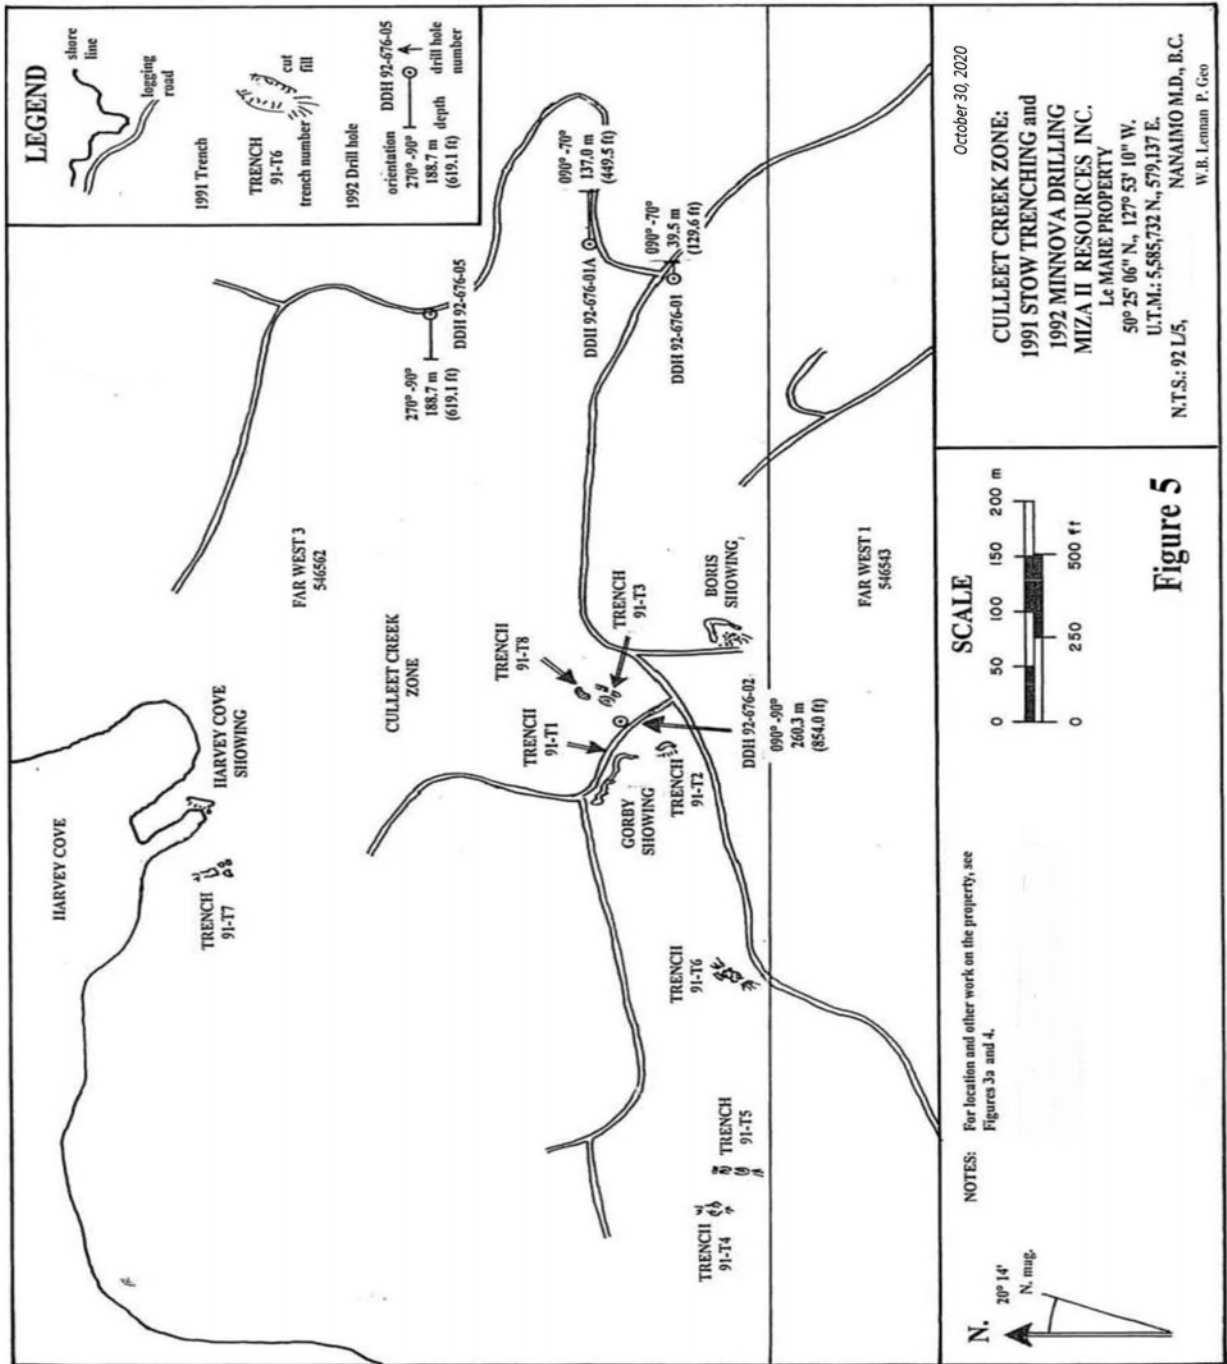 LEGEND
shore
line
logging
road
1991 Trench
TRENCH
91-T6
trench number
cut
fill
1992 Drill hole
orientation
270° -90°
188.7 m
(619.1 ft)
depth
DDH 92-676-05
drill hole
number
HARVEY COVE
HARVEY COVE
SHOWING
TRENCH
91-T7
FAR WEST 3
546562
CULLEET CREEK
ZONE
270° -90°
188.7 m
(619.1 ft)
DDH 92-676-05
090° -70°
137.0 m
(449.5 ft)
DDH 92-676-01A
090° -70°
39.5 m
(129.6 ft)
DDH 92-676-01
TRENCH
91-T8
TRENCH
91-T3
TRENCH
91-T1
GORBY
SHOWING
TRENCH
91-T2
BORIS
SHOWING
DDH 92-676-02
090° -90°
260.3 m
(854.0 ft)
TRENCH
91-T6
TRENCH
91-T5
TRENCH
91-T4
FAR WEST 1
546543
N.
20° 14'
N. mag.
NOTES: For location and other work on the property, see
Figures 3a and 4.
SCALE
0 50 100 150 200 m
0 250 500 ft
Figure 5
October 30, 2020
CULLEET CREEK ZONE:
1991 STOW TRENCHING and
1992 MINNOVA DRILLING
MIZA II RESOURCES INC.
Le MARE PROPERTY
50° 25' 06" N., 127° 53' 10" W.
U.T.M.: 5,585,732 N., 579,137 E.
N.T.S.: 92 L/5, NANAIMO M.D., B.C.
W.B. Lennan P. Geo